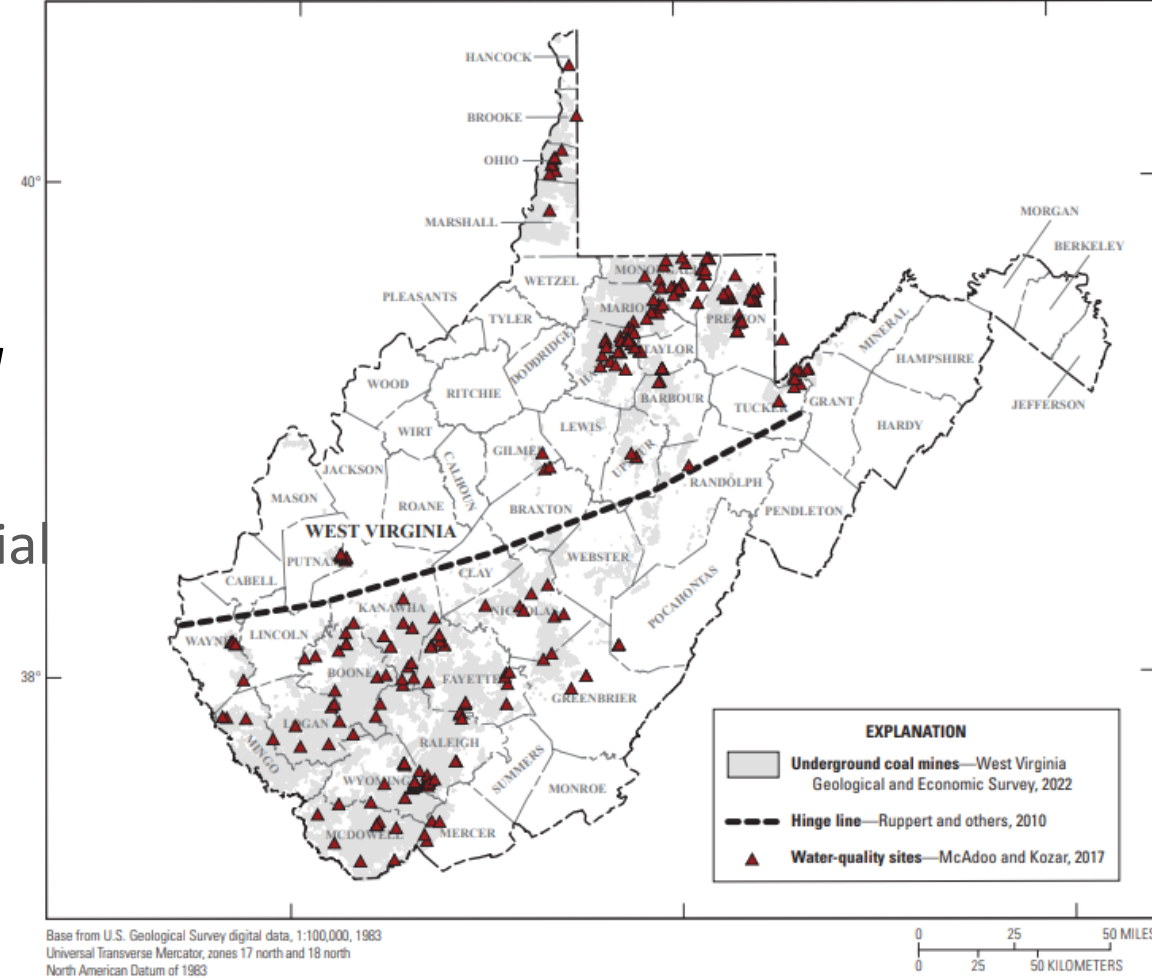 HANCOCK
BROOKE
OHIO
40°
MARSHALL
MORGAN
BERKELEY
WETZEL
PLEASANTS
TYLER
MARION
PRESTON
MINERAL
DODDRIDGE
TAYLOR
HAMPSHIRE
WOOD
RITCHIE
BARBOUR
TUCKER
GRANT
JEFFERSON
WIRT
LEWIS
HARDY
GILMER
UPSHUR
JACKSON
CALHOUN
RANDOLPH
MASON
ROANE
BRAXTON
PENDLETON
WEST VIRGINIA
ial
PUTNAM
WEBSTER
CABELL
CLAY
POCAHONTAS
KANAWHA
NICHOLAS
WAYNE
LINCOLN
38°
BOONE
FAYETTE
GREENBRIER
LOGAN
RALEIGH
MINGO
SUMMERS
WYOMING
MONROE
MCDOWELL
MERCER
EXPLANATION
Underground coal mines—West Virginia
Geological and Economic Survey, 2022
Hinge line—Ruppert and others, 2010
Water-quality sites—McAdoo and Kozar, 2017
Base from U.S. Geological Survey digital data, 1:100,000, 1983
Universal Transverse Mercator, zones 17 north and 18 north
North American Datum of 1983
0 25 50 MILES
0 25 50 KILOMETERS